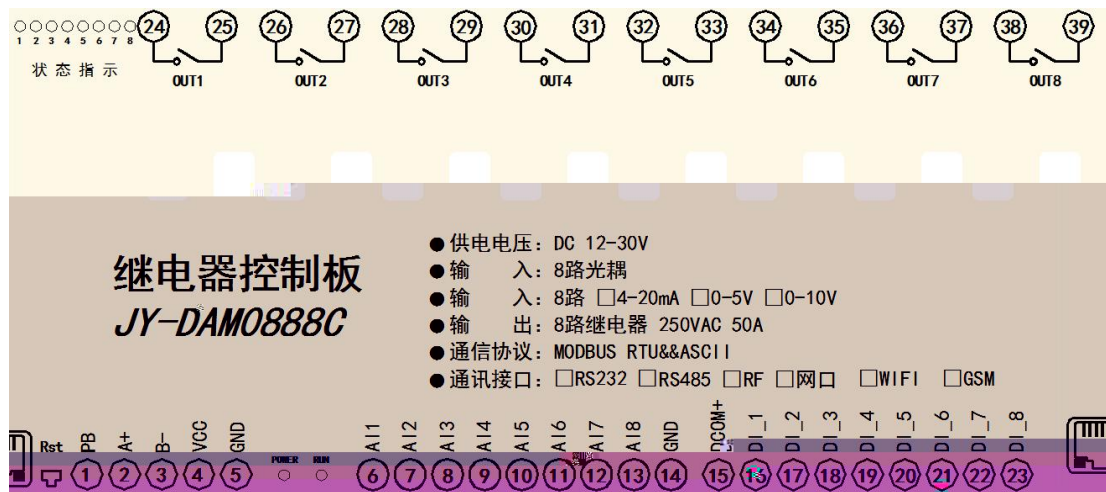 24 25 26 27 28 29 30 31 32 33 34 35 36 37 38 39
1 2 3 4 5 6 7 8
状态指示
OUT1 OUT2 OUT3 OUT4 OUT5 OUT6 OUT7 OUT8
继电器控制板
JY-DAM0888C
●供电电压：DC 12-30V
●输 入：8路光耦
●输 入：8路 □4-20mA □0-5V □0-10V
●输 出：8路继电器 250VAC 50A
●通信协议：MODBUS RTU&&ASCII
●通讯接口：□RS232 □RS485 □RF □网口 □WIFI □GSM
Rst PB A+ B- VCC GND POWER RUN AI1 AI2 AI3 AI4 AI5 AI6 AI7 AI8 GND DCOM+ DI_1 DI_2 DI_3 DI_4 DI_5 DI_6 DI_7 DI_8
1 2 3 4 5 6 7 8 9 10 11 12 13 14 15 16 17 18 19 20 21 22 23